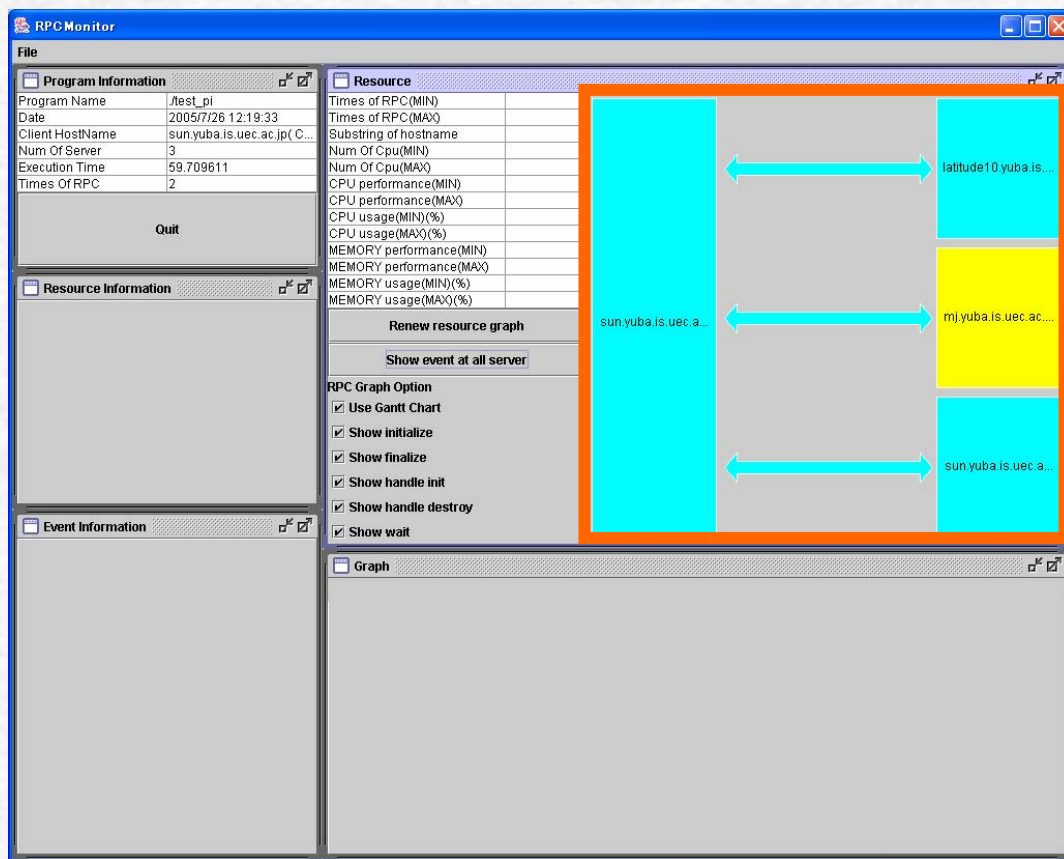 RPCMonitor
File
Program Information
Program Name ./test_pi
Date 2005/7/26 12:19:33
Client HostName sun.yuba.is.uec.ac.jp( C...
Num Of Server 3
Execution Time 59.709611
Times Of RPC 2
Quit
Resource Information
Event Information
Resource
Times of RPC(MIN)
Times of RPC(MAX)
Substring of hostname
Num Of Cpu(MIN)
Num Of Cpu(MAX)
CPU performance(MIN)
CPU performance(MAX)
CPU usage(MIN)(%)
CPU usage(MAX)(%)
MEMORY performance(MIN)
MEMORY performance(MAX)
MEMORY usage(MIN)(%)
MEMORY usage(MAX)(%)
Renew resource graph
Show event at all server
RPC Graph Option
Use Gantt Chart
Show initialize
Show finalize
Show handle init
Show handle destroy
Show wait
sun.yuba.is.uec.a...
latitude10.yuba.is....
mj.yuba.is.uec.ac....
sun.yuba.is.uec.a...
Graph